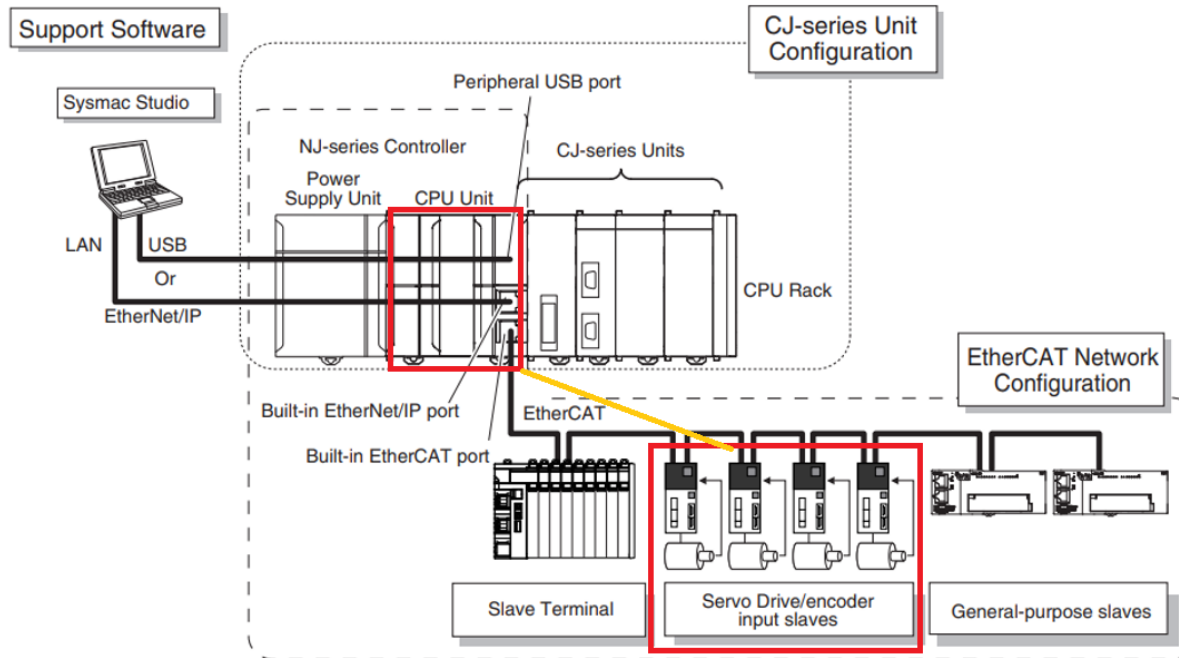 Support Software
CJ-series Unit
Configuration
Sysmac Studio
Peripheral USB port
NJ-series Controller
CJ-series Units
Power
Supply Unit
CPU Unit
LAN
USB
Or
EtherNet/IP
CPU Rack
EtherCAT Network
Configuration
Built-in EtherNet/IP port
EtherCAT
Built-in EtherCAT port
Slave Terminal
Servo Drive/encoder
input slaves
General-purpose slaves